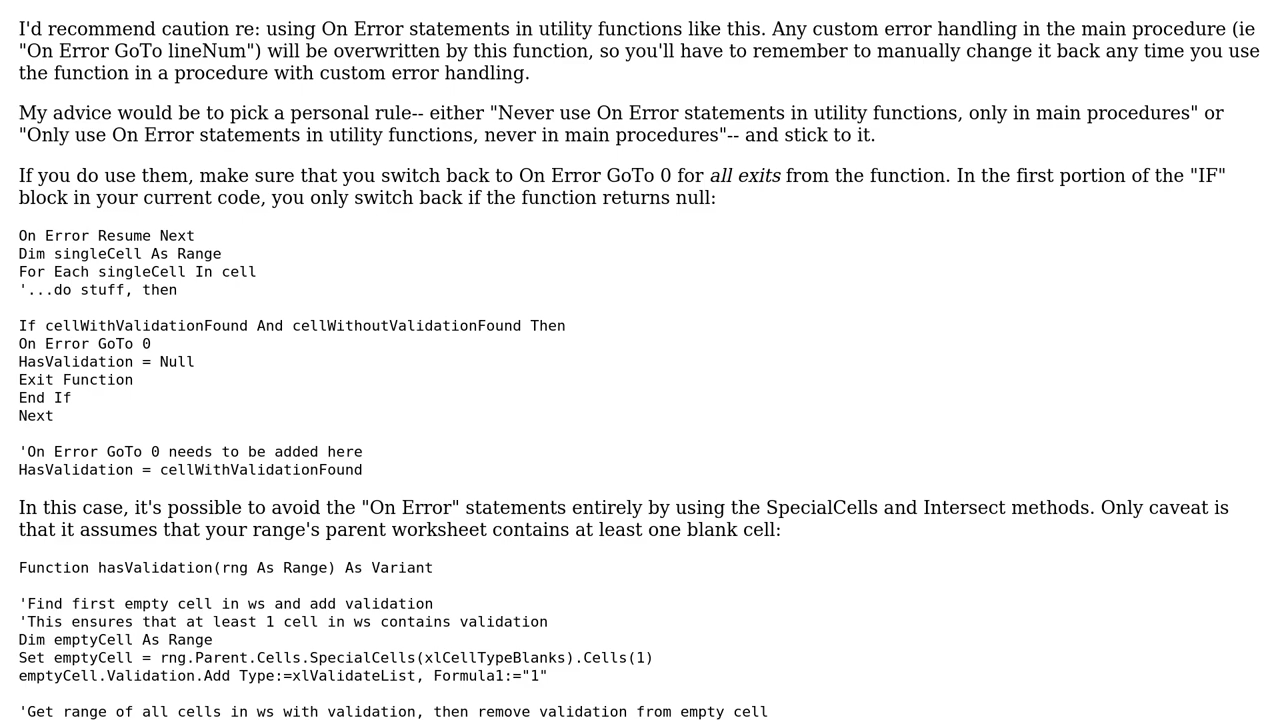 I'd recommend caution re: using On Error statements in utility functions like this. Any custom error handling in the main procedure (ie
"On Error GoTo lineNum") will be overwritten by this function, so you'll have to remember to manually change it back any time you use
the function in a procedure with custom error handling.
My advice would be to pick a personal rule-- either "Never use On Error statements in utility functions, only in main procedures" or
"Only use On Error statements in utility functions, never in main procedures"-- and stick to it.
If you do use them, make sure that you switch back to On Error GoTo 0 for all exits from the function. In the first portion of the "IF"
block in your current code, you only switch back if the function returns null:
On Error Resume Next
Dim singleCell As Range
For Each singleCell In cell
'...do stuff, then
If cellWithValidationFound And cellWithoutValidationFound Then
On Error GoTo 0
HasValidation = Null
Exit Function
End If
Next
'On Error GoTo 0 needs to be added here
HasValidation = cellWithValidationFound
In this case, it's possible to avoid the "On Error" statements entirely by using the SpecialCells and Intersect methods. Only caveat is
that it assumes that your range's parent worksheet contains at least one blank cell:
Function hasValidation(rng As Range) As Variant
'Find first empty cell in ws and add validation
'This ensures that at least 1 cell in ws contains validation
Dim emptyCell As Range
Set emptyCell = rng.Parent.Cells.SpecialCells(xlCellTypeBlanks).Cells(1)
emptyCell.Validation.Add Type:=xlValidateList, Formula1:="1"
'Get range of all cells in ws with validation, then remove validation from empty cell